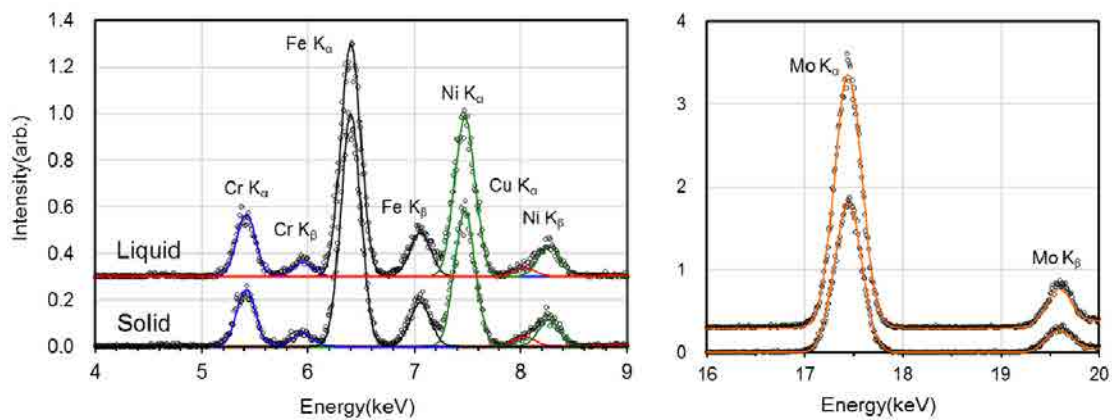 1.4
1.2
1.0
0.8
0.6
0.4
0.2
0.0
Intensity(arb.)
Fe Kα
Ni Kα
Cr Kα
Cr Kβ
Fe Kβ
Cu Kα
Ni Kβ
Liquid
Solid
4 5 6 7 8 9
Energy(keV)
4
3
2
1
0
Mo Kα
Mo Kβ
16 17 18 19 20
Energy(keV)